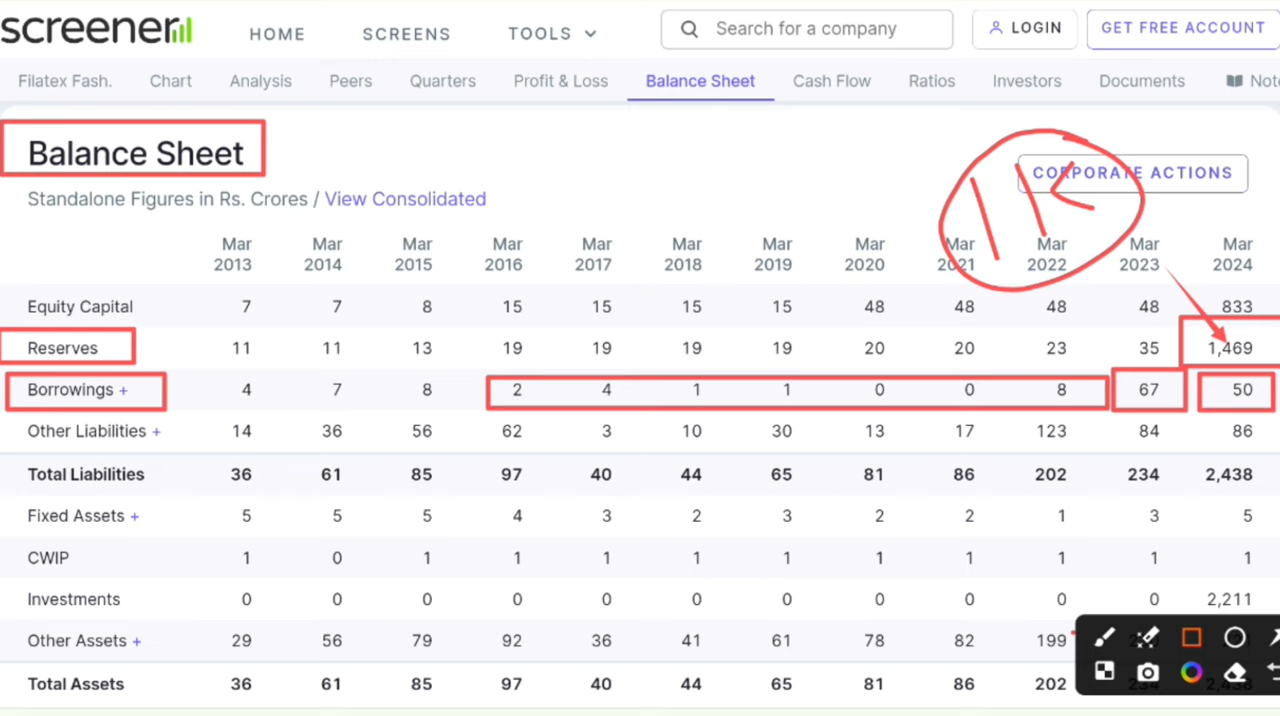 screener
HOME SCREENS TOOLS
Search for a company
LOGIN
GET FREE ACCOUNT
Filatex Fash. Chart Analysis Peers Quarters Profit & Loss Balance Sheet Cash Flow Ratios Investors Documents Note
Balance Sheet
CORPORATE ACTIONS
1K
Standalone Figures in Rs. Crores / View Consolidated
Mar 2013 Mar 2014 Mar 2015 Mar 2016 Mar 2017 Mar 2018 Mar 2019 Mar 2020 Mar 2021 Mar 2022 Mar 2023 Mar 2024
Equity Capital 7 7 8 15 15 15 15 48 48 48 48 833
Reserves 11 11 13 19 19 19 19 20 20 23 35 1,469
Borrowings + 4 7 8 2 4 1 1 0 0 8 67 50
Other Liabilities + 14 36 56 62 3 10 30 13 17 123 84 86
Total Liabilities 36 61 85 97 40 44 65 81 86 202 234 2,438
Fixed Assets + 5 5 5 4 3 2 3 2 2 1 3 5
CWIP 1 0 1 1 1 1 1 1 1 1 1 1
Investments 0 0 0 0 0 0 0 0 0 0 0 2,211
Other Assets + 29 56 79 92 36 41 61 78 82 199
Total Assets 36 61 85 97 40 44 65 81 86 202 234 2,438